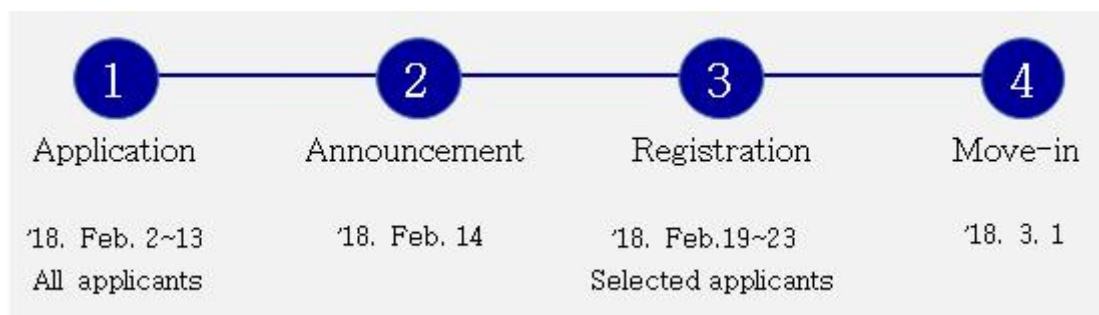 1 2 3 4
Application Announcement Registration Move-in
'18. Feb. 2~13 '18. Feb. 14 '18. Feb.19~23 '18. 3. 1
All applicants Selected applicants